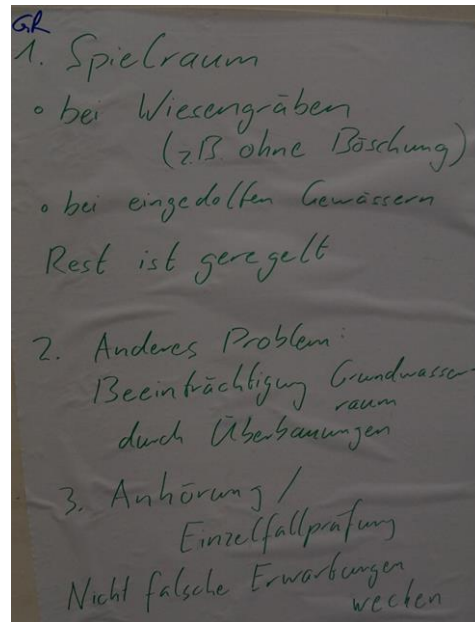 GR
1. Spielraum
• bei Wiesengräben
(z.B. ohne Böschung)
• bei eingedolten Gewässern
Rest ist geregelt
2. Anderes Problem:
Beeinträchtigung Grundwasser-
raum
durch Überbauungen
3. Anhörung /
Einzelfallprüfung
Nicht falsche Erwartungen
wecken